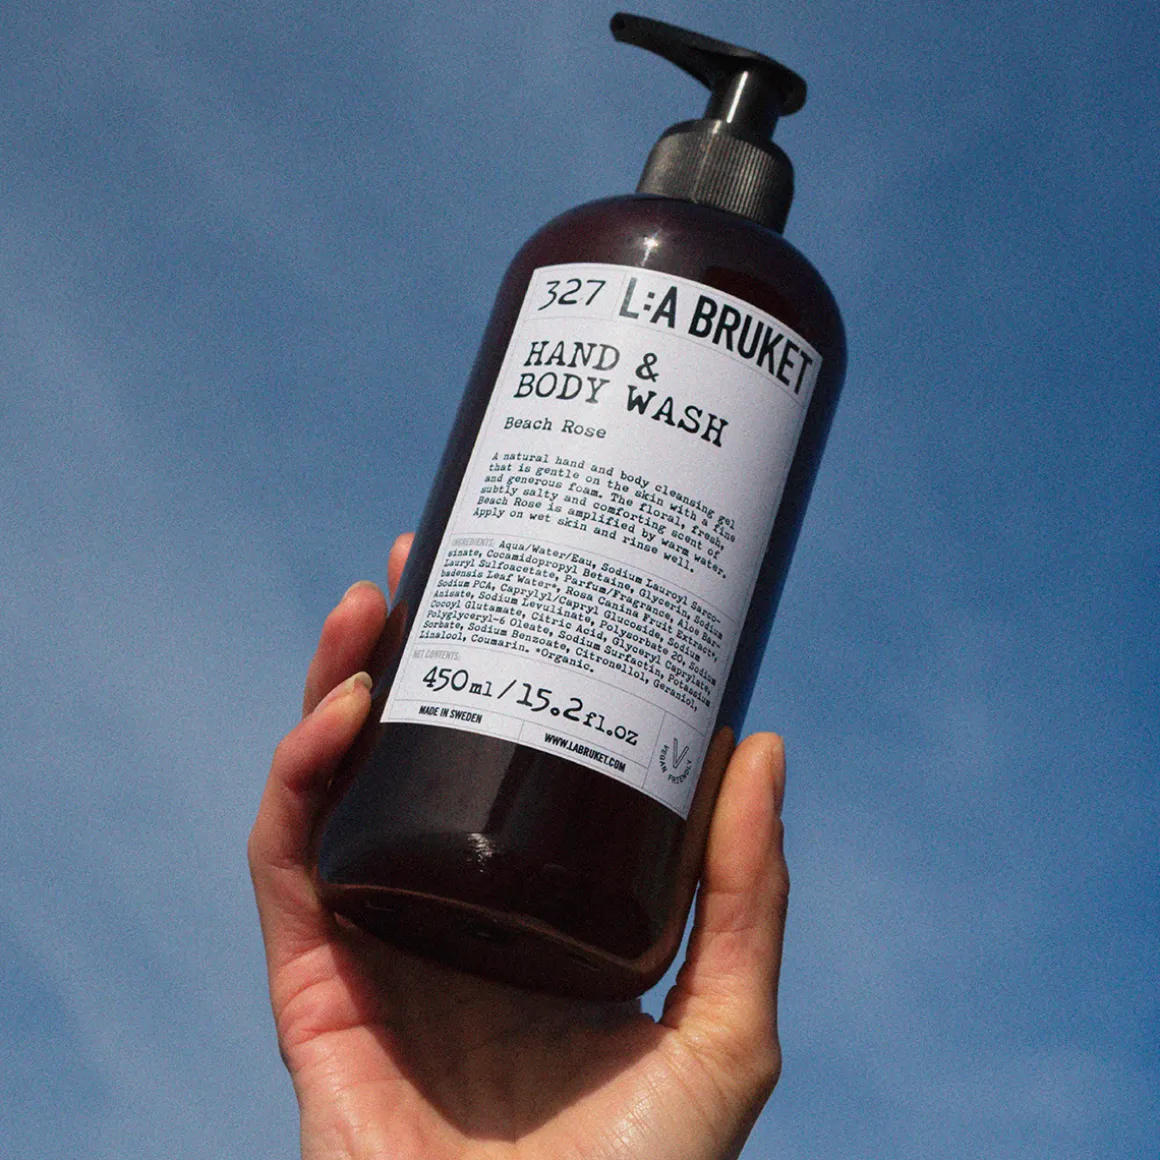 327 L:A BRUKET
HAND &
BODY WASH
Beach Rose
A natural hand and body cleansing gel
that is gentle on the skin with a fine
and generous foam. The floral, fresh,
subtly salty and comforting scent of
Beach Rose is amplified by warm water.
Apply on wet skin and rinse well.
INGREDIENTS: Aqua/Water/Eau, Sodium Lauroyl Sarco-
sinate, Cocamidopropyl Betaine, Glycerin, Sodium
Lauryl Sulfoacetate, Parfum/Fragrance, Aloe Bar-
badensis Leaf Water*, Rosa Canina Fruit Extract*,
Sodium PCA, Caprylyl/Capryl Glucoside, Sodium
Anisate, Sodium Levulinate, Polysorbate 20, Sodium
Cocoyl Glutamate, Citric Acid, Glyceryl Caprylate,
Polyglyceryl-6 Oleate, Sodium Surfactin, Potassium
Sorbate, Sodium Benzoate, Citronellol, Geraniol,
Linalool, Coumarin. *Organic.
NET CONTENTS:
450ml/15.2fl.oz
MADE IN SWEDEN
WWW.LABRUKET.COM
V
VEGAN FRIENDLY